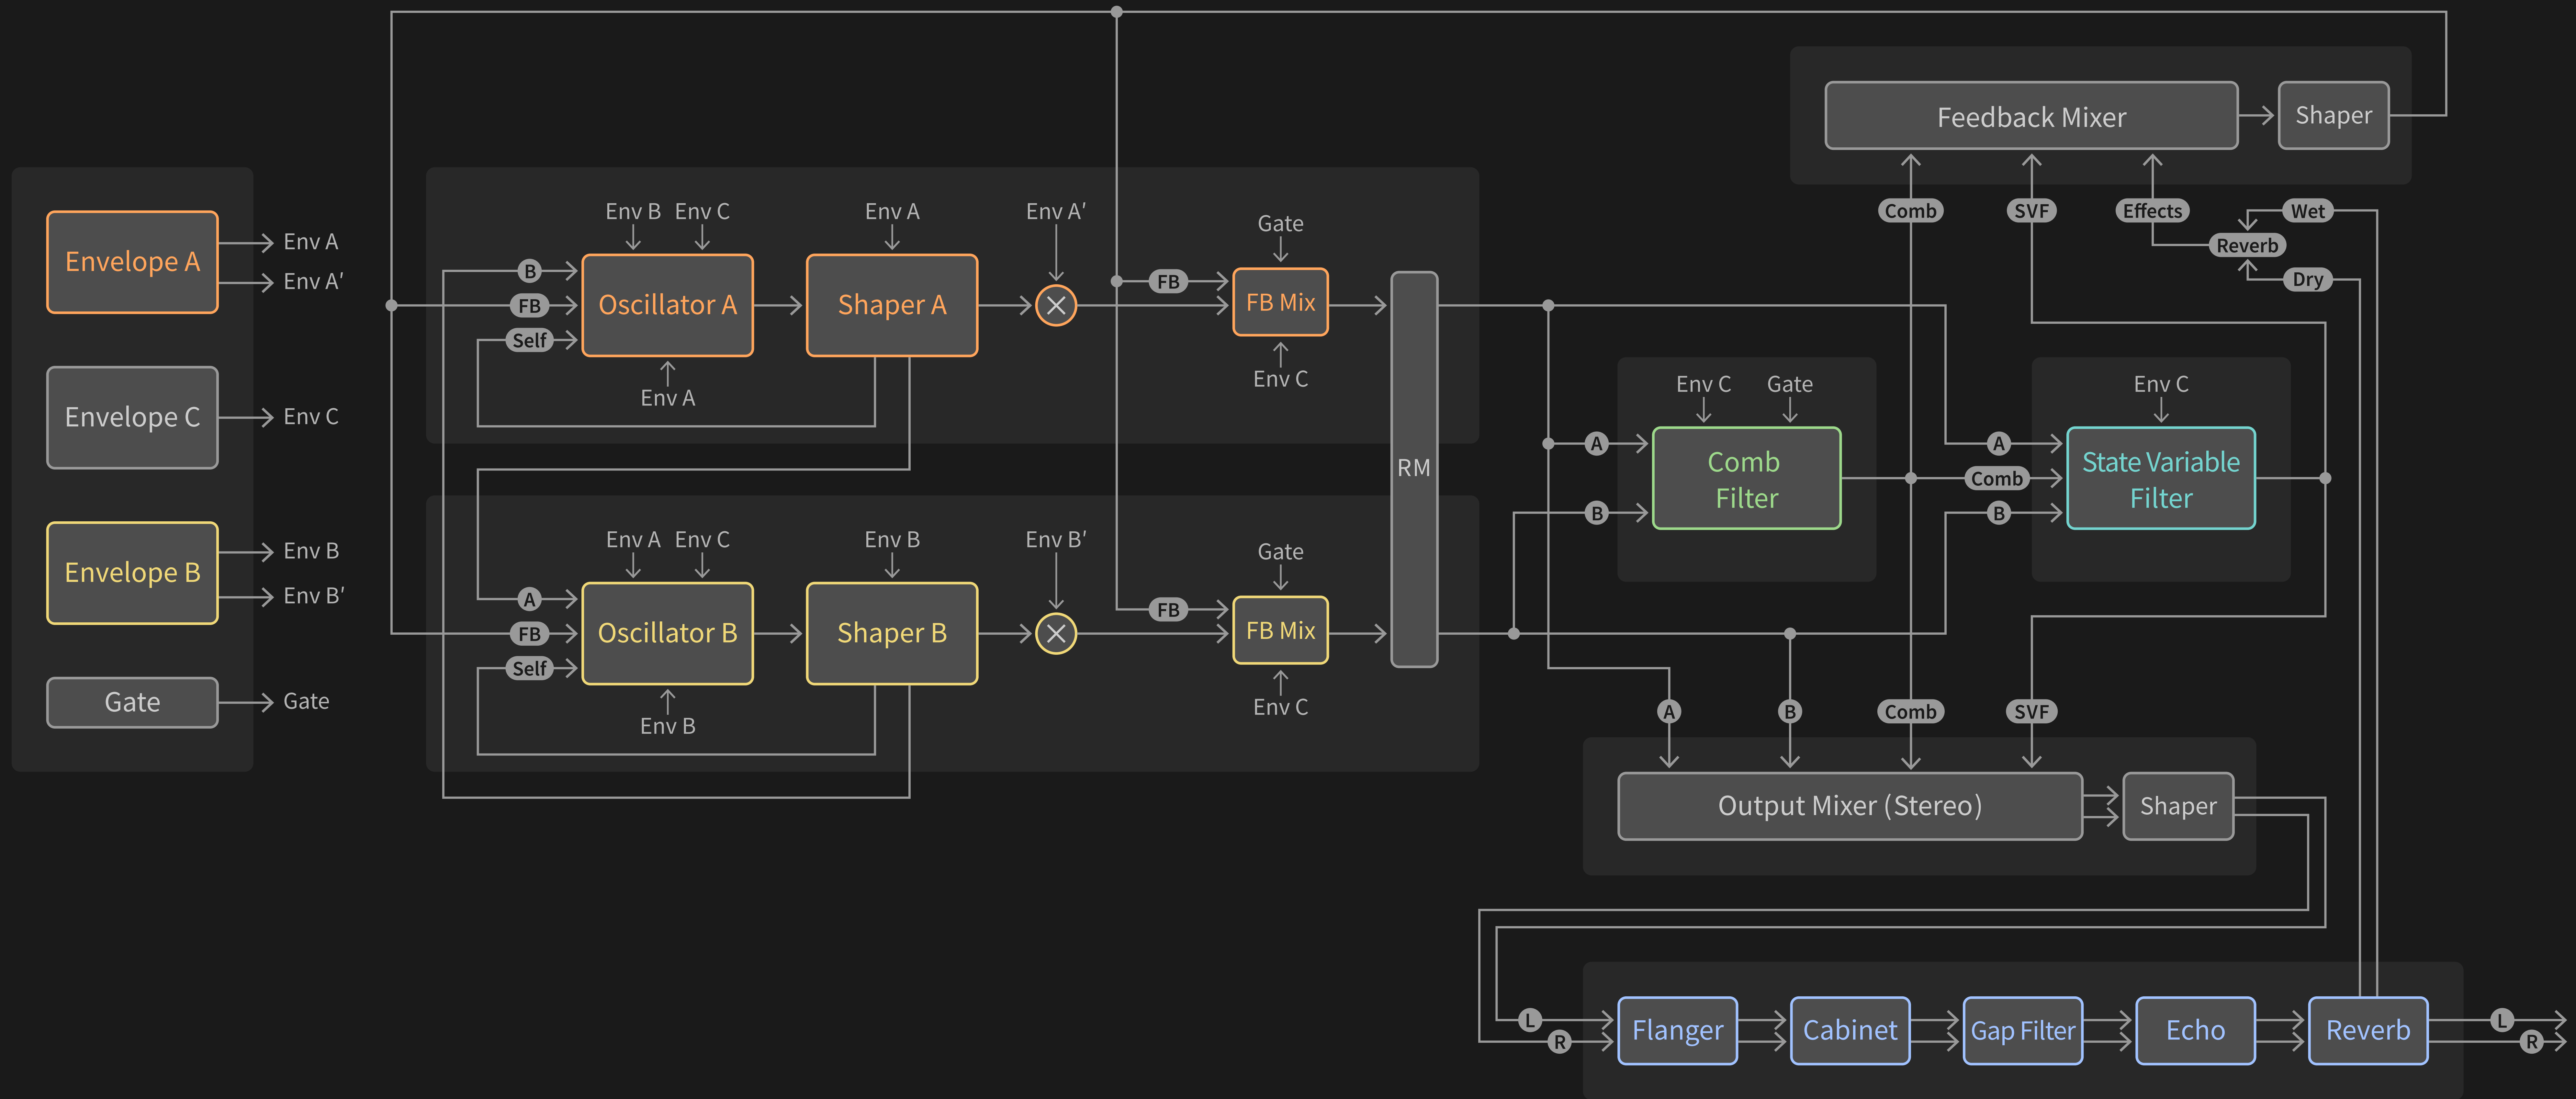 Feedback Mixer
Shaper
Comb
SVF
Effects
Wet
Reverb
Dry
Envelope A
Env A
Env A′
Envelope C
Env C
Envelope B
Env B
Env B′
Gate
Gate
Env B
Env C
Env A
Env A′
Gate
B
FB
Self
Oscillator A
Shaper A
FB
FB Mix
Env A
Env C
RM
Env A
Env C
Env B
Env B′
Gate
A
FB
Self
Oscillator B
Shaper B
FB
FB Mix
Env B
Env C
Env C
Gate
A
B
Comb
Filter
Env C
A
Comb
B
State Variable
Filter
A
B
Comb
SVF
Output Mixer (Stereo)
Shaper
L
R
Flanger
Cabinet
Gap Filter
Echo
Reverb
L
R